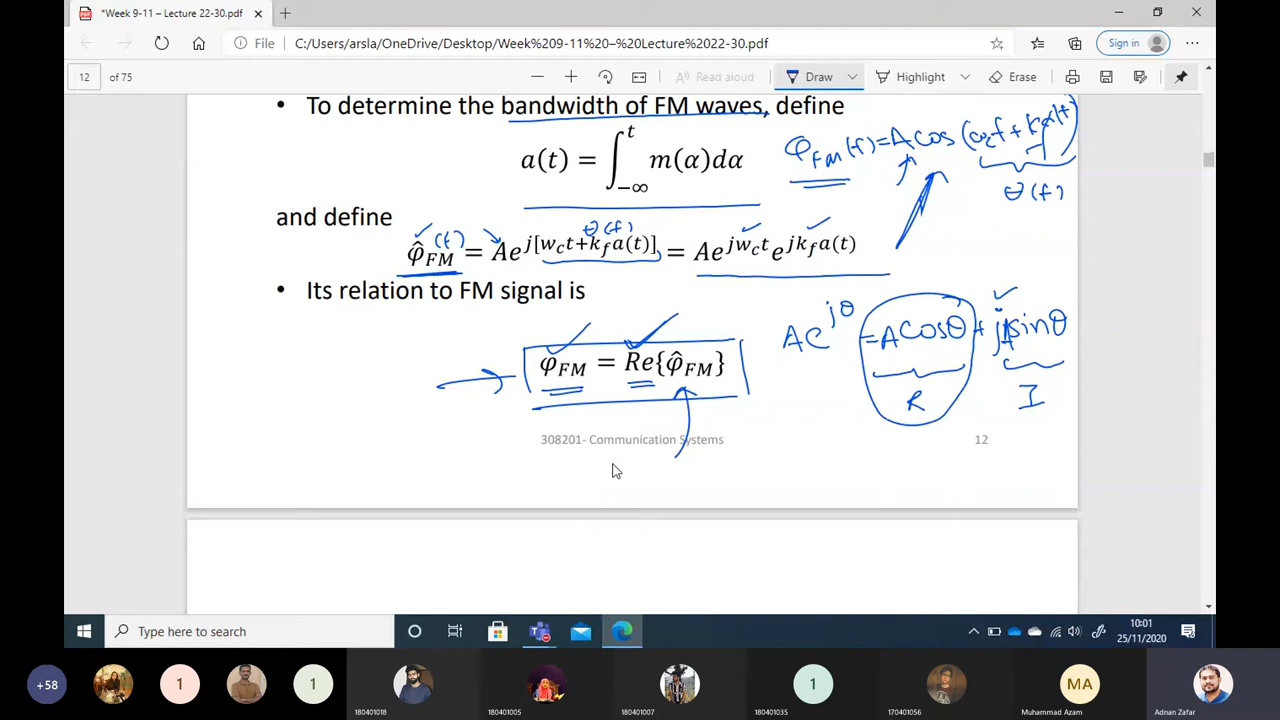 *Week 9-11 – Lecture 22-30.pdf
File C:/Users/arsla/OneDrive/Desktop/Week%209-11%20–%20Lecture%2022-30.pdf
Sign in
12 of 75
Read aloud
Draw
Highlight
Erase
• To determine the bandwidth of FM waves, define
a(t) = ∫_{-∞}^{t} m(α)dα
φ_FM(t) = A cos (ω_c t + k_f a(t))
θ(t)
and define
θ(t)
φ̂_FM (t) = Ae^{j[w_c t+k_f a(t)]} = Ae^{jw_c t}e^{jk_f a(t)}
• Its relation to FM signal is
Ae^{jθ} = A cosθ + jA sinθ
R I
φ_FM = Re{φ̂_FM}
308201- Communication Systems 12
Type here to search
10:01
25/11/2020
+58
1
1
180401018
180401005
180401007
1
180401035
170401056
MA
Muhammad Azam
Adnan Zafar